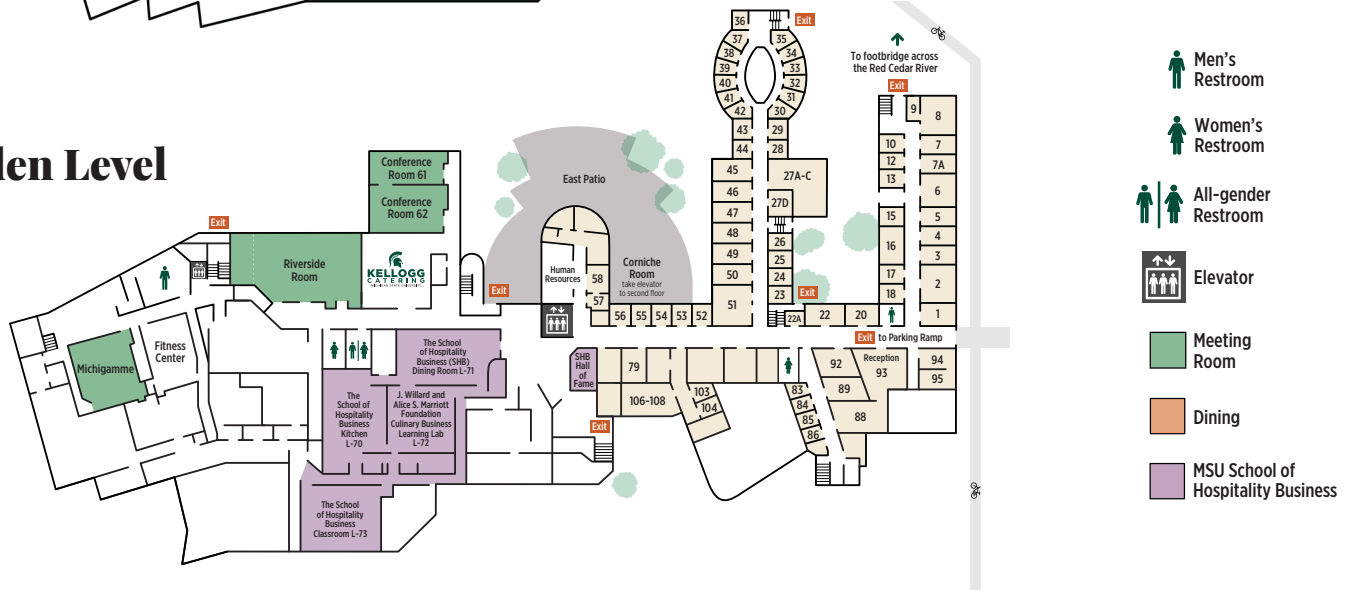 den Level
Exit
Conference
Room 61
Conference
Room 62
Riverside
Room
KELLOGG
CATERING
MICHIGAN STATE UNIVERSITY
Exit
Michigamme
Fitness
Center
The School
of Hospitality
Business (SHB)
Dining Room L-71
The
School of
Hospitality
Business
Kitchen
L-70
J. Willard and
Alice S. Marriott
Foundation
Culinary Business
Learning Lab
L-72
The School
of Hospitality
Business
Classroom L-73
East Patio
Human
Resources
Corniche
Room
take elevator
to second floor
58
57
56
55
54
53
52
51
50
49
48
47
46
45
44
43
42
41
40
39
38
37
36
Exit
35
34
33
32
31
30
29
28
27A-C
27D
26
25
24
23
Exit
22A
22
20
To footbridge across
the Red Cedar River
Exit
9
8
10
12
13
7
7A
6
15
16
17
18
5
4
3
2
1
Exit to Parking Ramp
SHB
Hall
of
Fame
79
106-108
103
104
Exit
83
84
85
86
92
89
88
Reception
93
94
95
Men's
Restroom
Women's
Restroom
All-gender
Restroom
Elevator
Meeting
Room
Dining
MSU School of
Hospitality Business